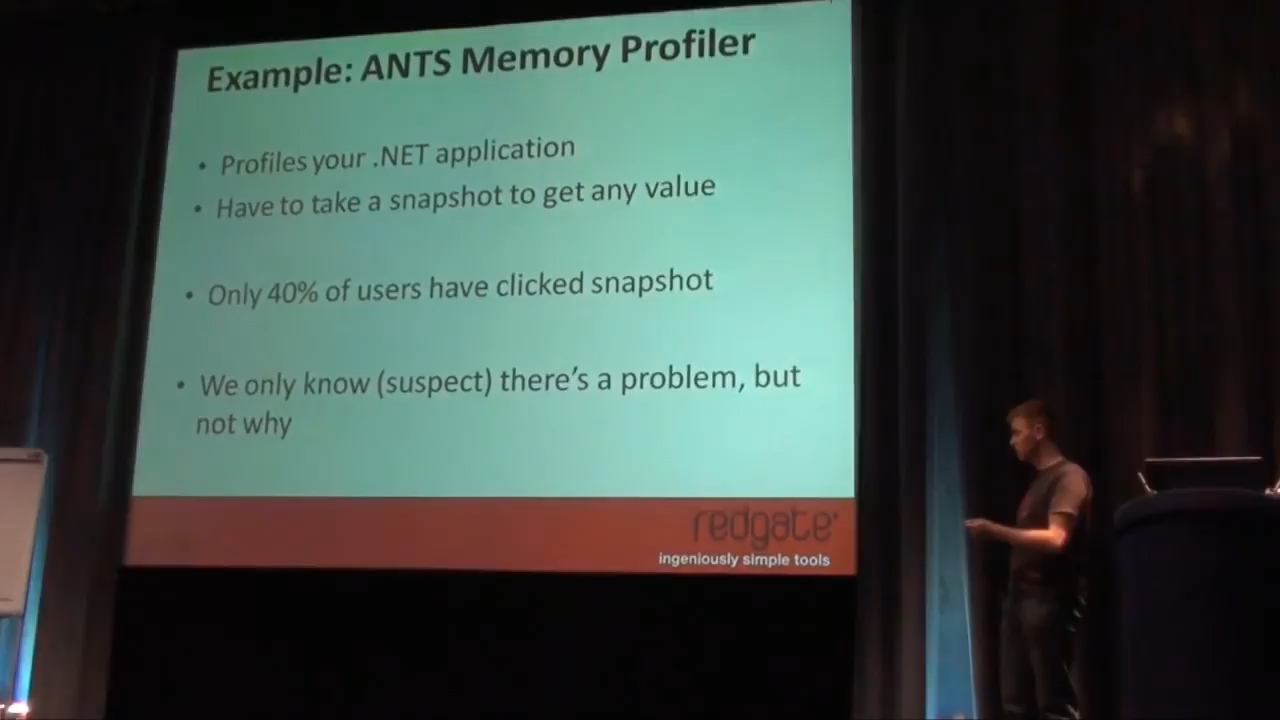 Example: ANTS Memory Profiler
• Profiles your .NET application
• Have to take a snapshot to get any value
• Only 40% of users have clicked snapshot
• We only know (suspect) there's a problem, but
not why
redgate
ingeniously simple tools